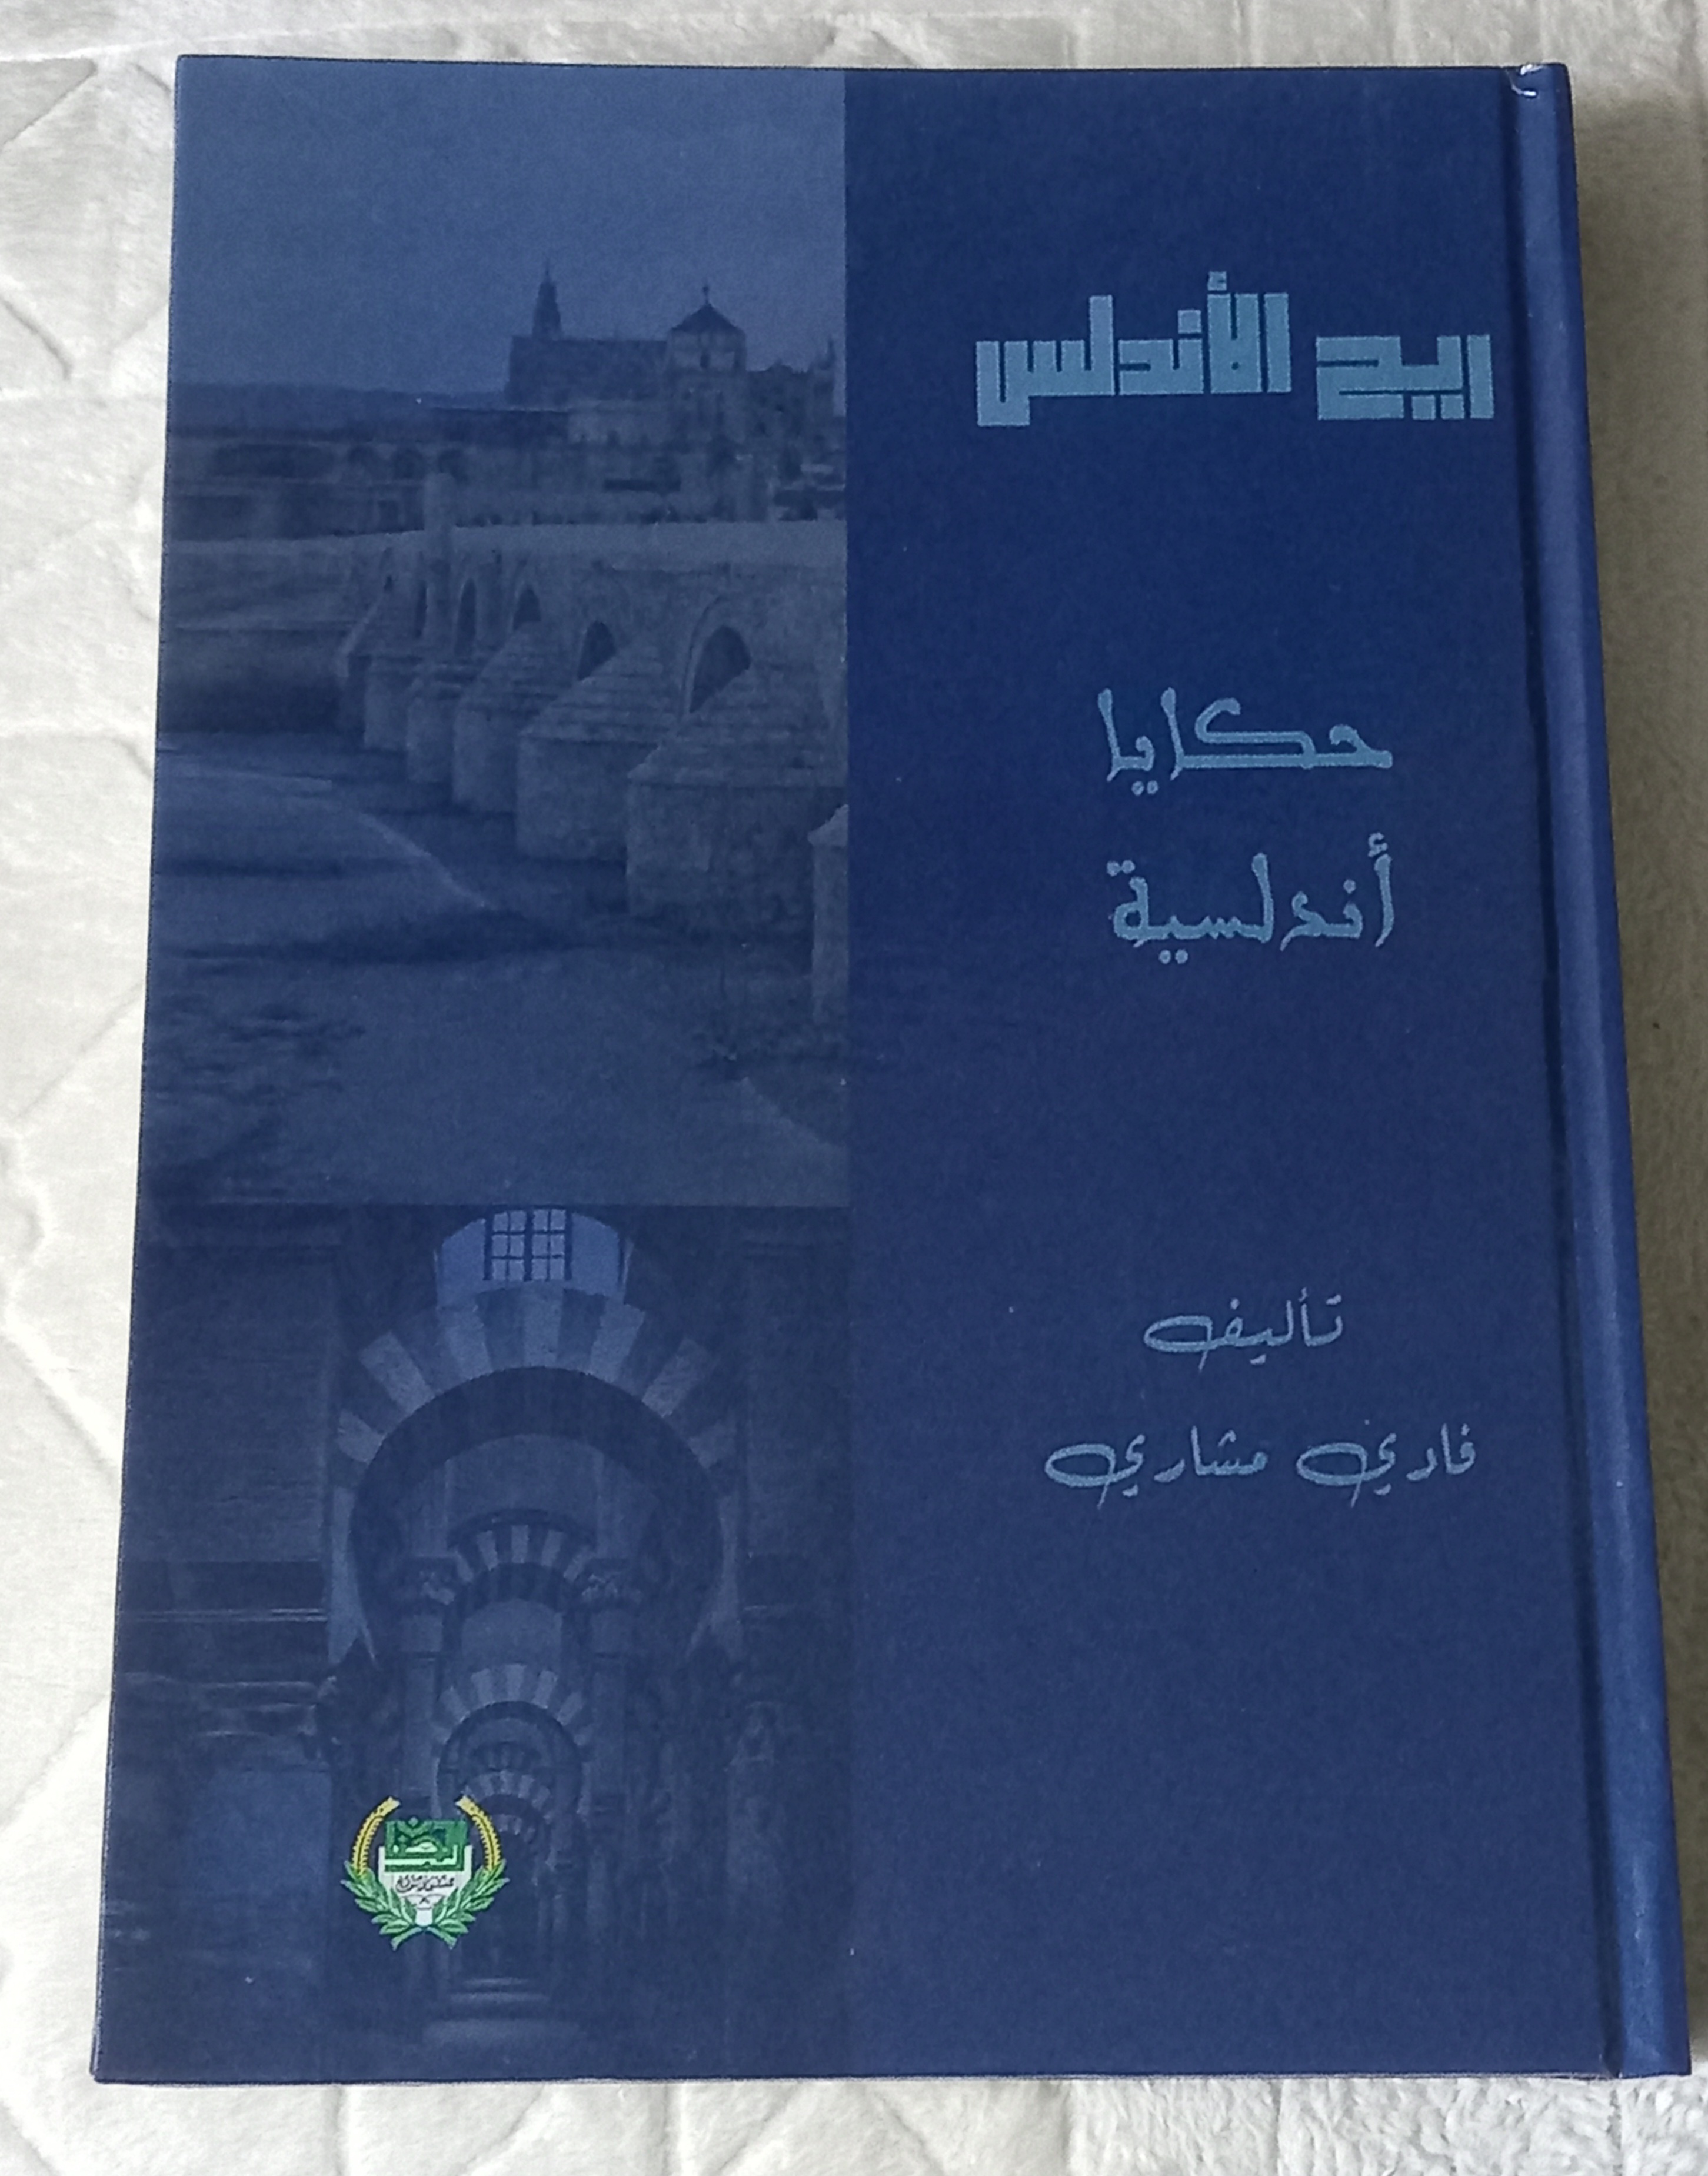 ريح الأندلس
حكايا
أندلسية
تأليف
فادي مشاري